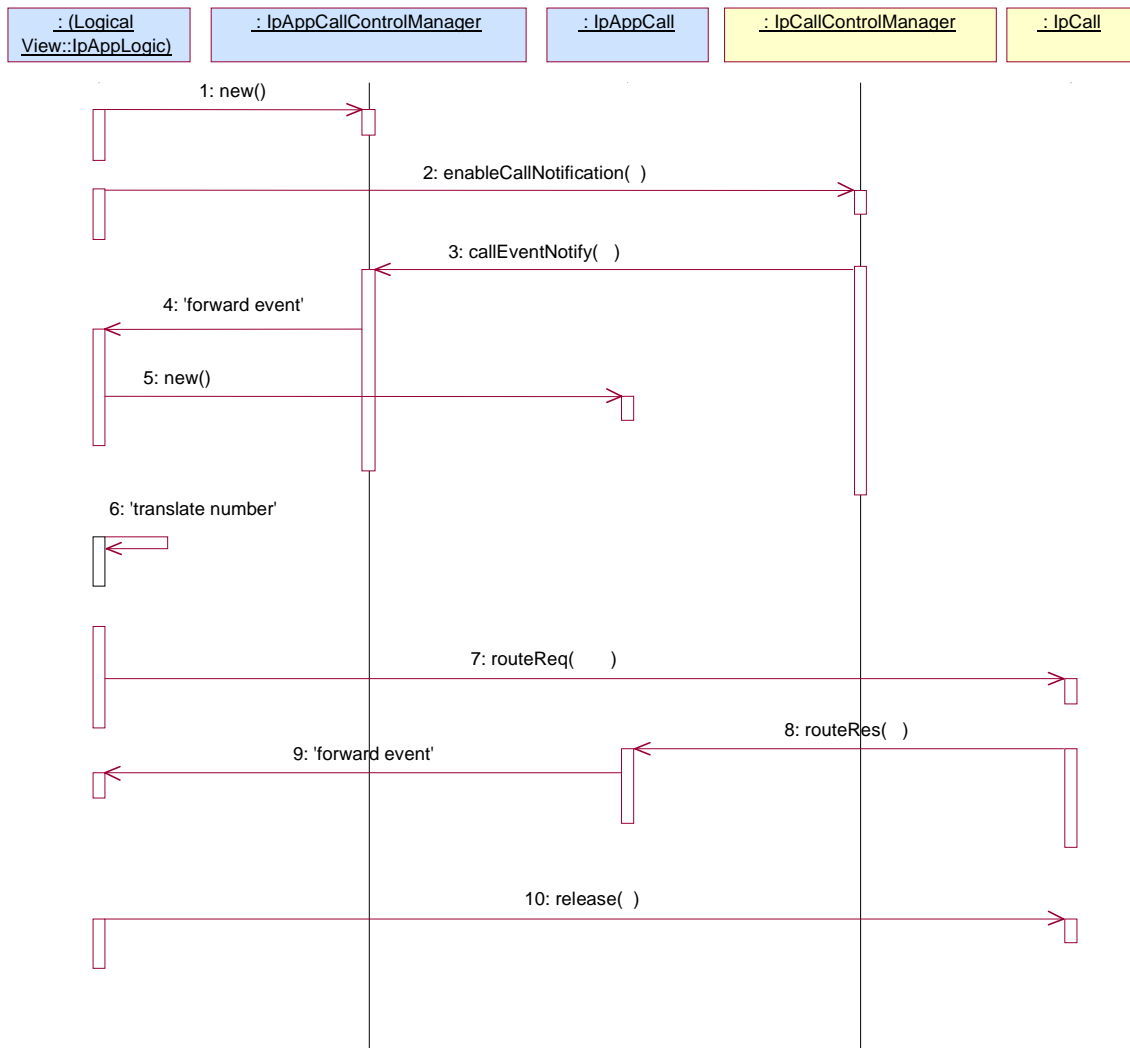 : (Logical
View::IpAppLogic)
: IpAppCallControlManager
: IpAppCall
: IpCallControlManager
: IpCall
1: new()
2: enableCallNotification(  )
3: callEventNotify(   )
4: 'forward event'
5: new()
6: 'translate number'
7: routeReq(       )
8: routeRes(   )
9: 'forward event'
10: release(  )